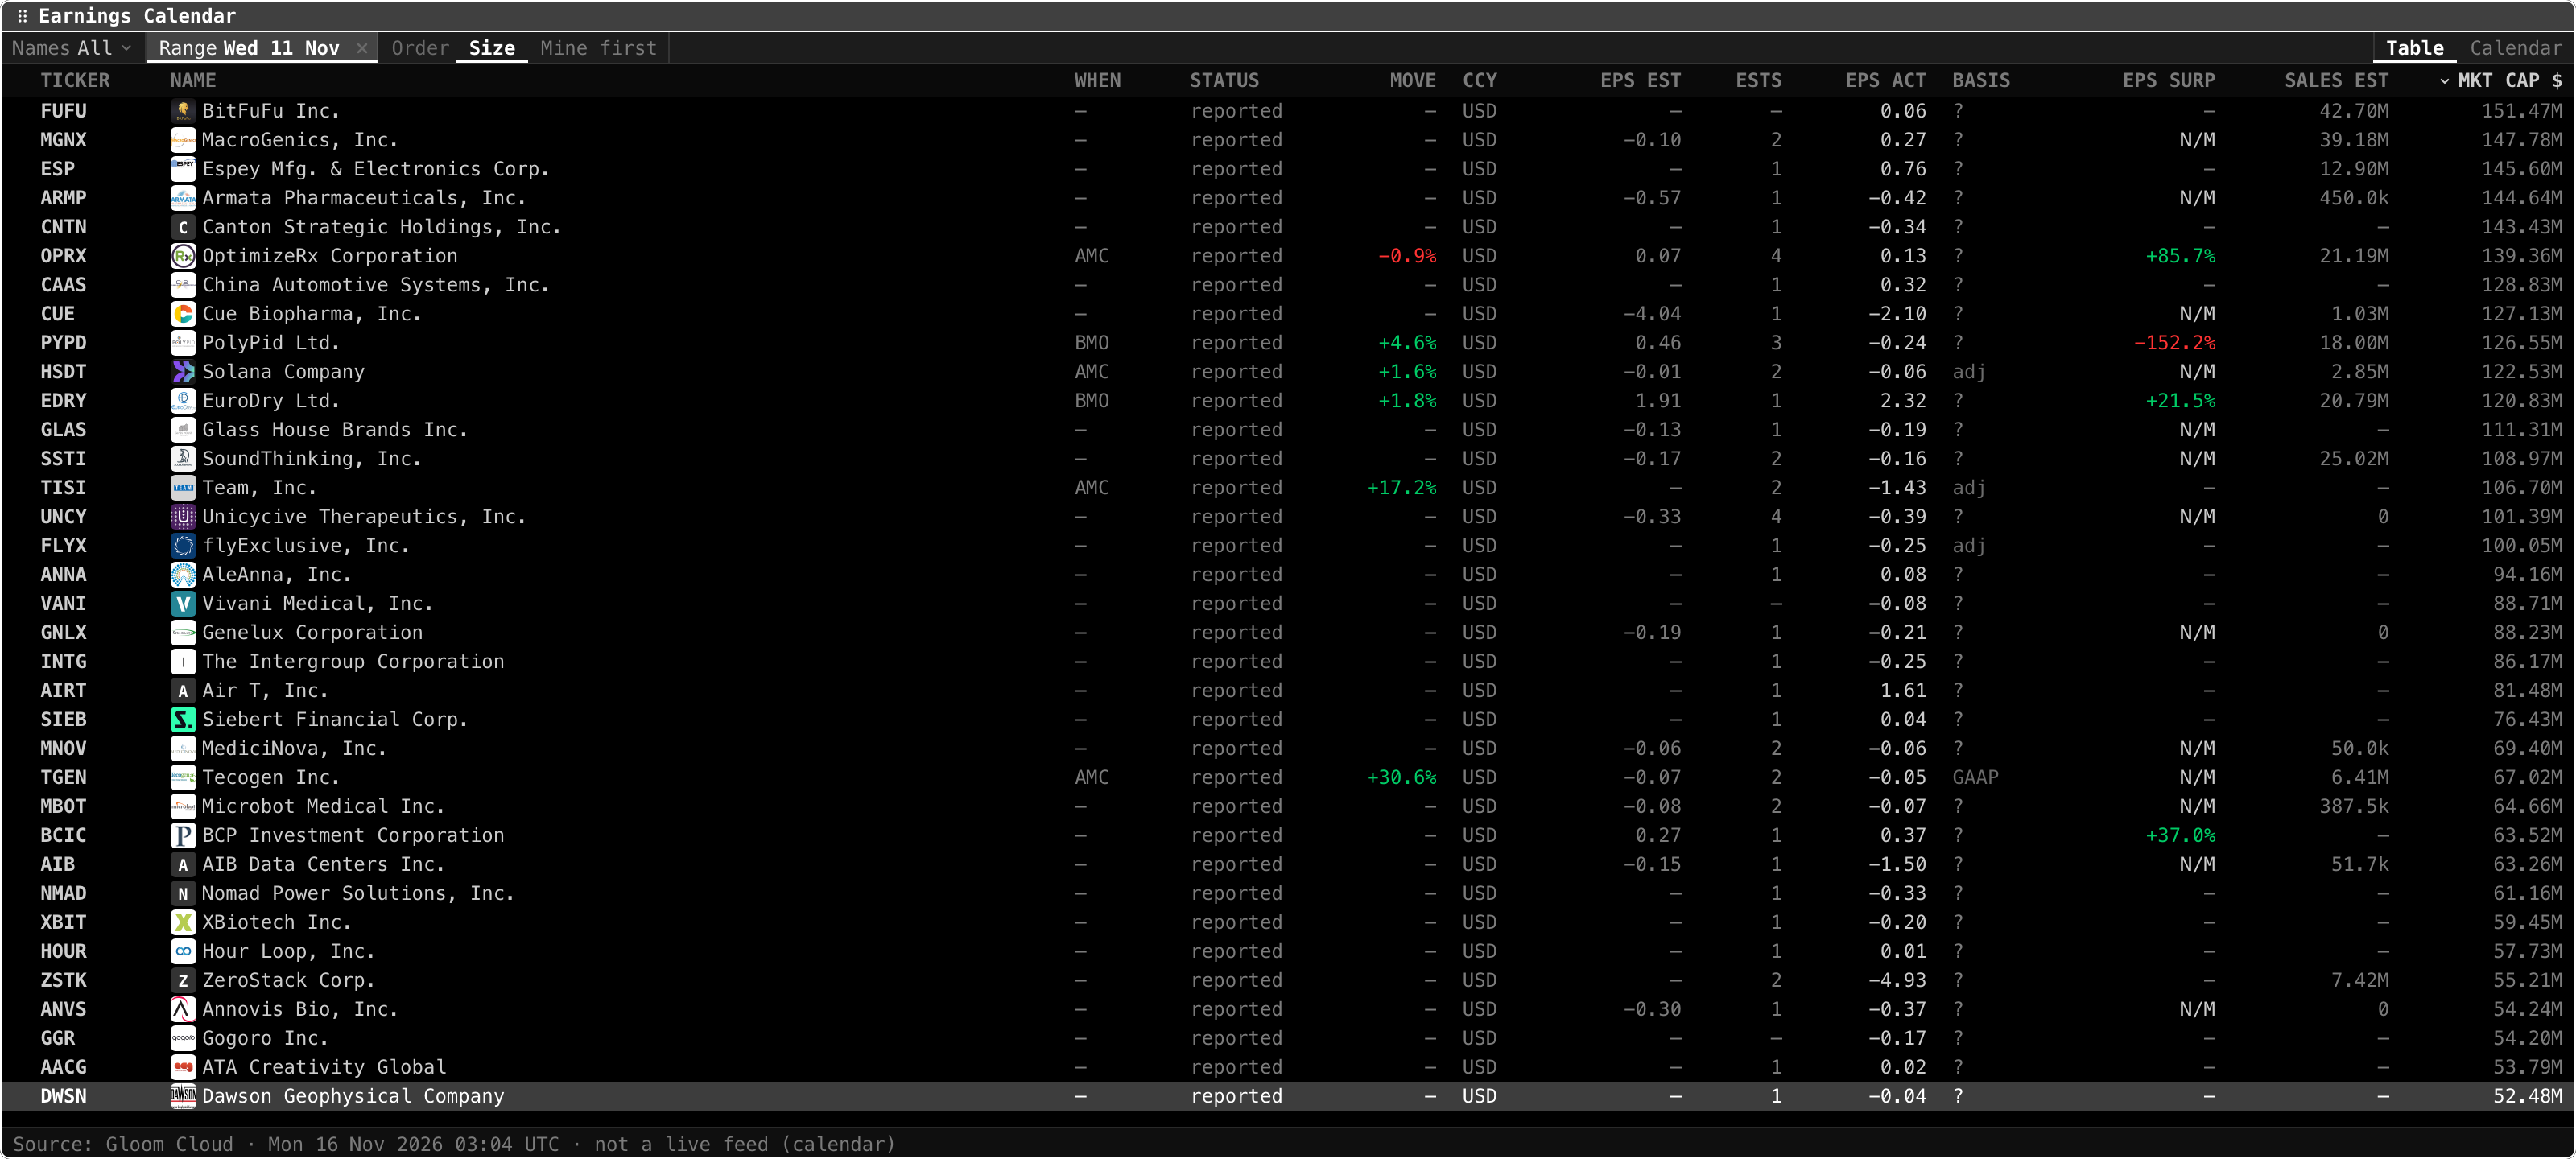 Earnings Calendar
Names All Range Wed 11 Nov × Order Size Mine first Table Calendar
TICKER NAME WHEN STATUS MOVE CCY EPS EST ESTS EPS ACT BASIS EPS SURP SALES EST MKT CAP $
FUFU BitFuFu Inc. — reported — USD — — 0.06 ? — 42.70M 151.47M
MGNX MacroGenics, Inc. — reported — USD −0.10 2 0.27 ? N/M 39.18M 147.78M
ESP Espey Mfg. & Electronics Corp. — reported — USD — 1 0.76 ? — 12.90M 145.60M
ARMP Armata Pharmaceuticals, Inc. — reported — USD −0.57 1 −0.42 ? N/M 450.0k 144.64M
CNTN C Canton Strategic Holdings, Inc. — reported — USD — 1 −0.34 ? — — 143.43M
OPRX Rx OptimizeRx Corporation AMC reported −0.9% USD 0.07 4 0.13 ? +85.7% 21.19M 139.36M
CAAS China Automotive Systems, Inc. — reported — USD — 1 0.32 ? — — 128.83M
CUE Cue Biopharma, Inc. — reported — USD −4.04 1 −2.10 ? N/M 1.03M 127.13M
PYPD PolyPid Ltd. BMO reported +4.6% USD 0.46 3 −0.24 ? −152.2% 18.00M 126.55M
HSDT Solana Company AMC reported +1.6% USD −0.01 2 −0.06 adj N/M 2.85M 122.53M
EDRY EuroDry Ltd. BMO reported +1.8% USD 1.91 1 2.32 ? +21.5% 20.79M 120.83M
GLAS Glass House Brands Inc. — reported — USD −0.13 1 −0.19 ? N/M — 111.31M
SSTI SoundThinking, Inc. — reported — USD −0.17 2 −0.16 ? N/M 25.02M 108.97M
TISI TEAM Team, Inc. AMC reported +17.2% USD — 2 −1.43 adj — — 106.70M
UNCY Unicycive Therapeutics, Inc. — reported — USD −0.33 4 −0.39 ? N/M 0 101.39M
FLYX flyExclusive, Inc. — reported — USD — 1 −0.25 adj — — 100.05M
ANNA AleAnna, Inc. — reported — USD — 1 0.08 ? — — 94.16M
VANI V Vivani Medical, Inc. — reported — USD — — −0.08 ? — — 88.71M
GNLX Genelux Corporation — reported — USD −0.19 1 −0.21 ? N/M 0 88.23M
INTG I The Intergroup Corporation — reported — USD — 1 −0.25 ? — — 86.17M
AIRT A Air T, Inc. — reported — USD — 1 1.61 ? — — 81.48M
SIEB S. Siebert Financial Corp. — reported — USD — 1 0.04 ? — — 76.43M
MNOV MediciNova, Inc. — reported — USD −0.06 2 −0.06 ? N/M 50.0k 69.40M
TGEN Tecogen Inc. AMC reported +30.6% USD −0.07 2 −0.05 GAAP N/M 6.41M 67.02M
MBOT Microbot Medical Inc. — reported — USD −0.08 2 −0.07 ? N/M 387.5k 64.66M
BCIC P BCP Investment Corporation — reported — USD 0.27 1 0.37 ? +37.0% — 63.52M
AIB A AIB Data Centers Inc. — reported — USD −0.15 1 −1.50 ? N/M 51.7k 63.26M
NMAD N Nomad Power Solutions, Inc. — reported — USD — 1 −0.33 ? — — 61.16M
XBIT X XBiotech Inc. — reported — USD — 1 −0.20 ? — — 59.45M
HOUR Hour Loop, Inc. — reported — USD — 1 0.01 ? — — 57.73M
ZSTK Z ZeroStack Corp. — reported — USD — 2 −4.93 ? — 7.42M 55.21M
ANVS Annovis Bio, Inc. — reported — USD −0.30 1 −0.37 ? N/M 0 54.24M
GGR gogoro Gogoro Inc. — reported — USD — — −0.17 ? — — 54.20M
AACG ATA Creativity Global — reported — USD — 1 0.02 ? — — 53.79M
DWSN DAWSON Dawson Geophysical Company — reported — USD — 1 −0.04 ? — — 52.48M
Source: Gloom Cloud · Mon 16 Nov 2026 03:04 UTC · not a live feed (calendar)